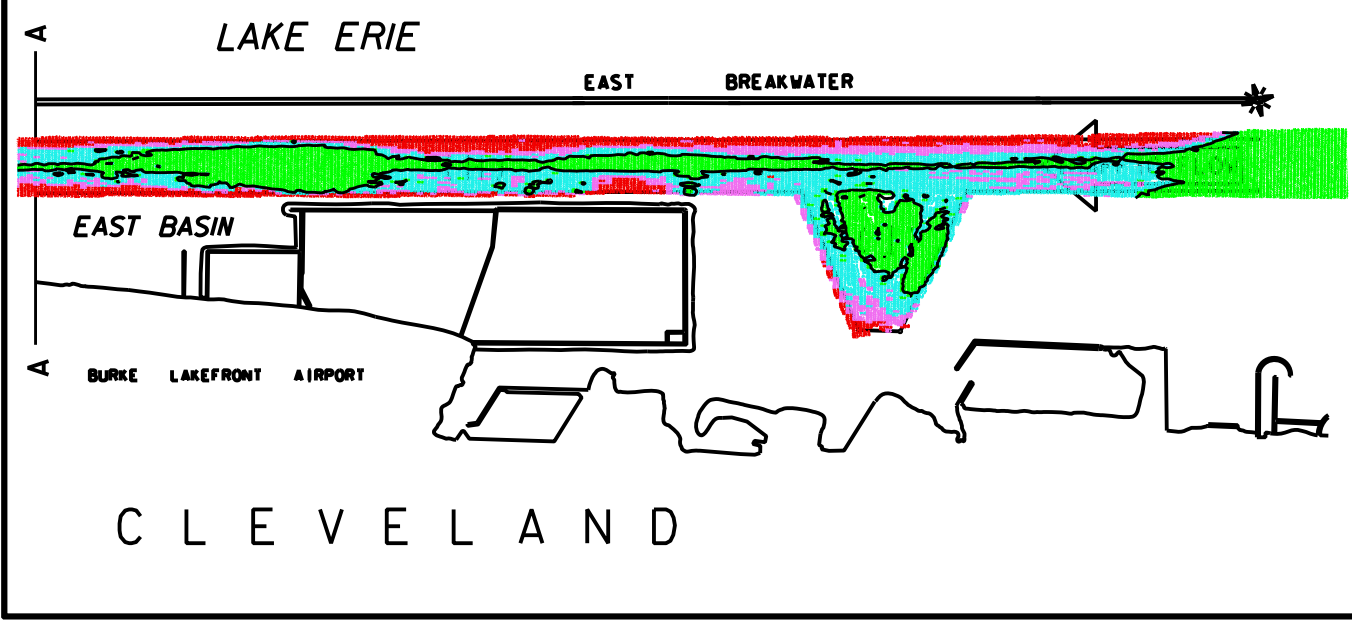 A
LAKE ERIE
EAST BREAKWATER
EAST BASIN
A
BURKE LAKEFRONT AIRPORT
CLEVELAND